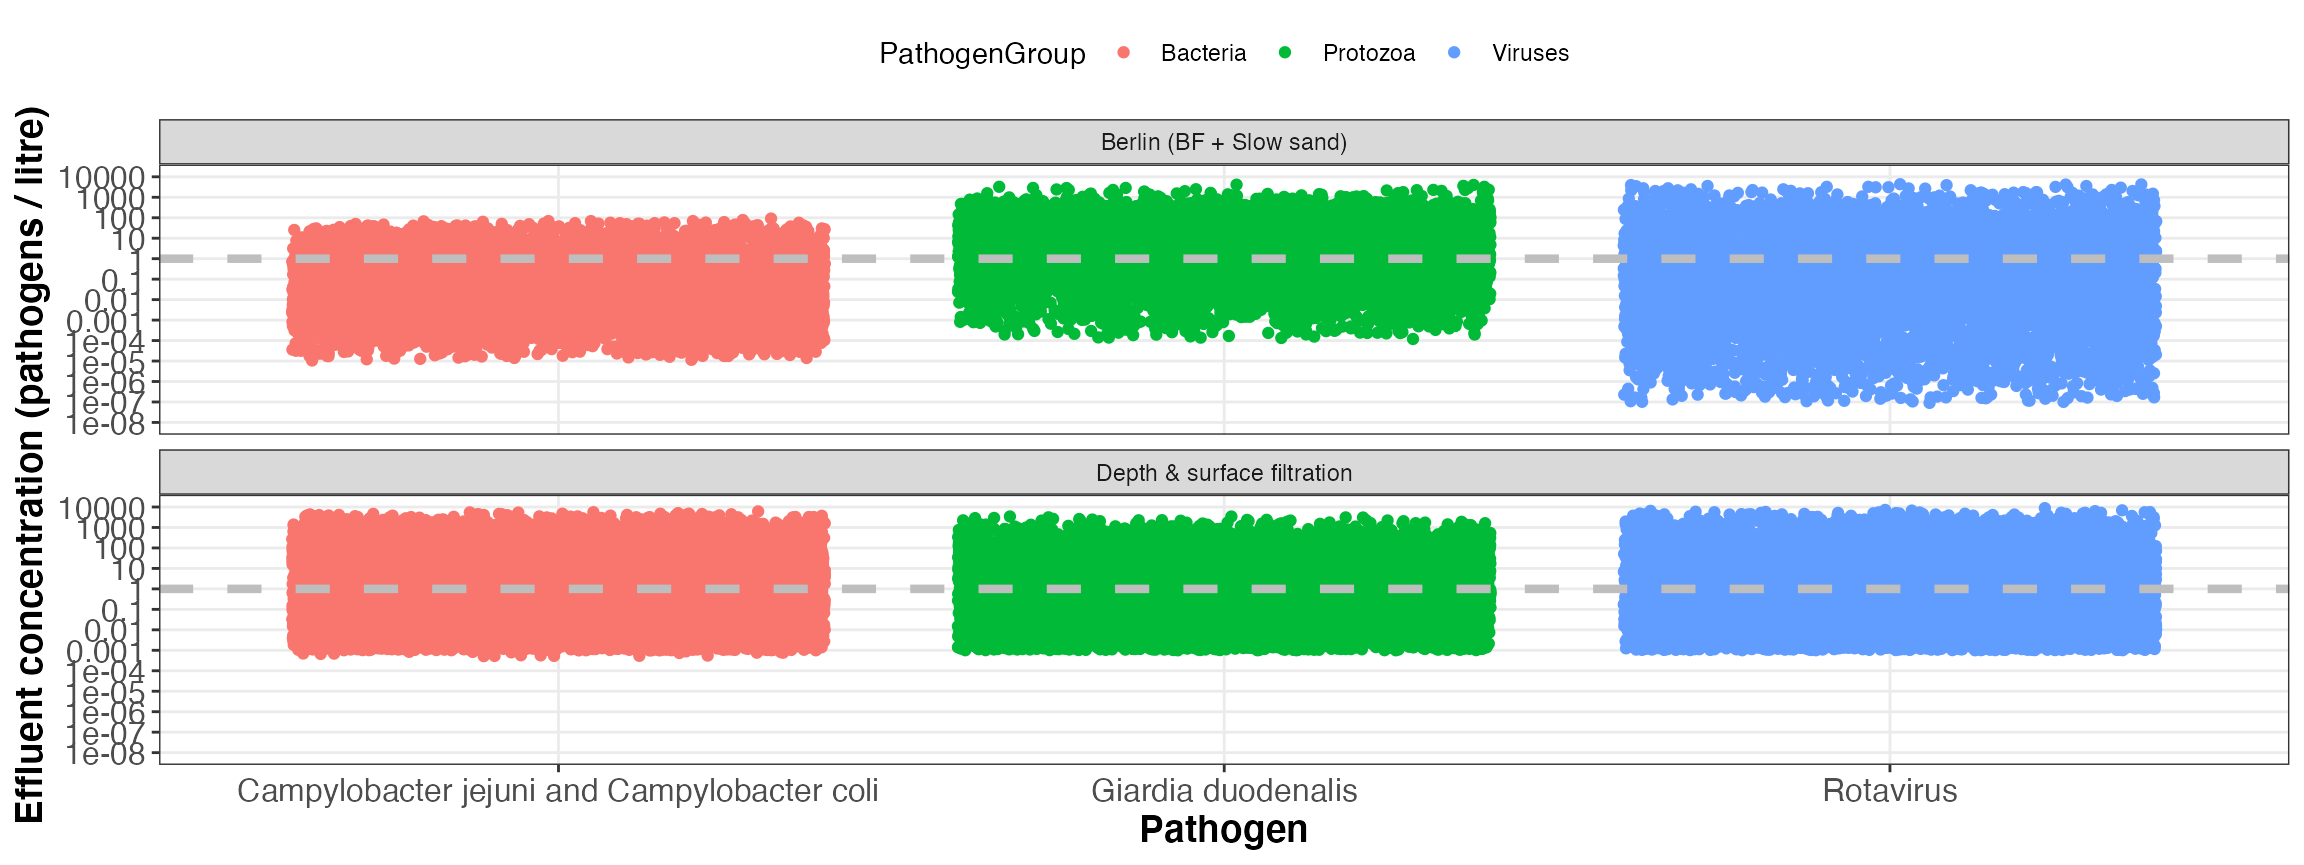 PathogenGroup Bacteria Protozoa Viruses
Effluent concentration (pathogens / litre)
Berlin (BF + Slow sand)
10000
1000
100
10
1
0.1
0.01
0.001
1e-04
1e-05
1e-06
1e-07
1e-08
Depth & surface filtration
10000
1000
100
10
1
0.1
0.01
0.001
1e-04
1e-05
1e-06
1e-07
1e-08
Campylobacter jejuni and Campylobacter coli Giardia duodenalis Rotavirus
Pathogen